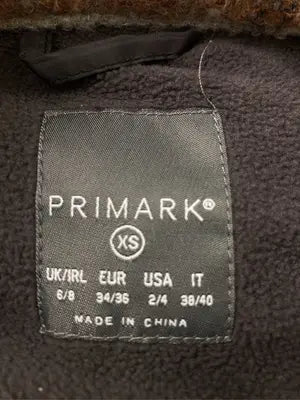 PRIMARK®
XS
UK/IRL EUR USA IT
6/8 34/36 2/4 38/40
MADE IN CHINA